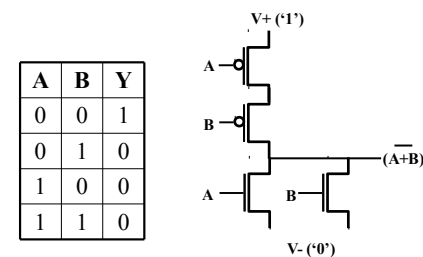 A B Y
0 0 1
0 1 0
1 0 0
1 1 0
V+ (‘1’)
A
B
(A+B)
A
B
V- (‘0’)